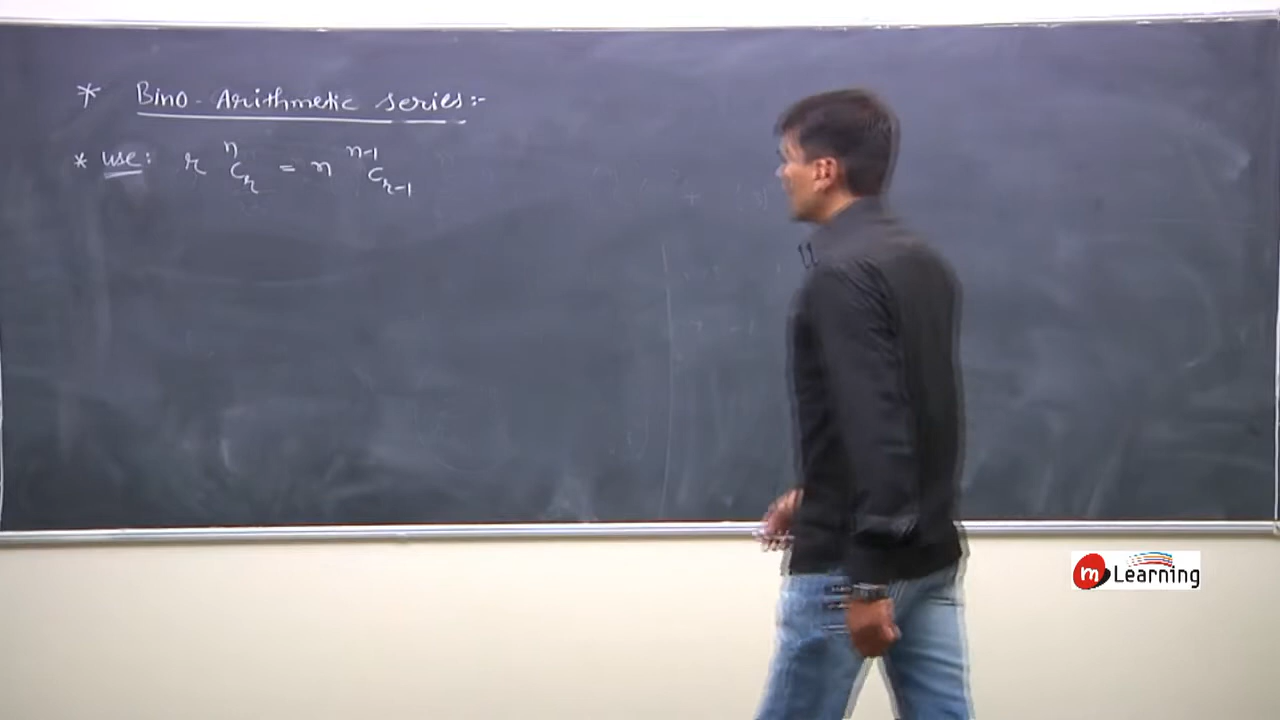 * Bino-Arithmetic series:-
* use: r ⁿCᵣ = n ⁿ⁻¹Cᵣ₋₁
m Learning